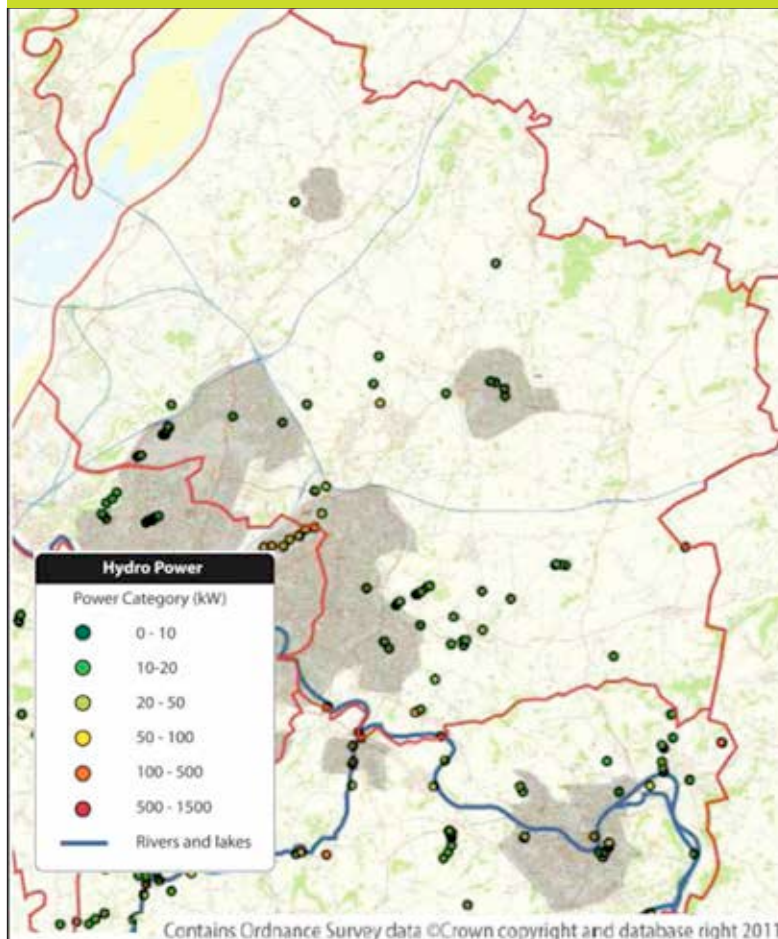 Hydro Power
Power Category (kW)
0 - 10
10-20
20 - 50
50 - 100
100 - 500
500 - 1500
Rivers and lakes
Contains Ordnance Survey data ©Crown copyright and database right 2011